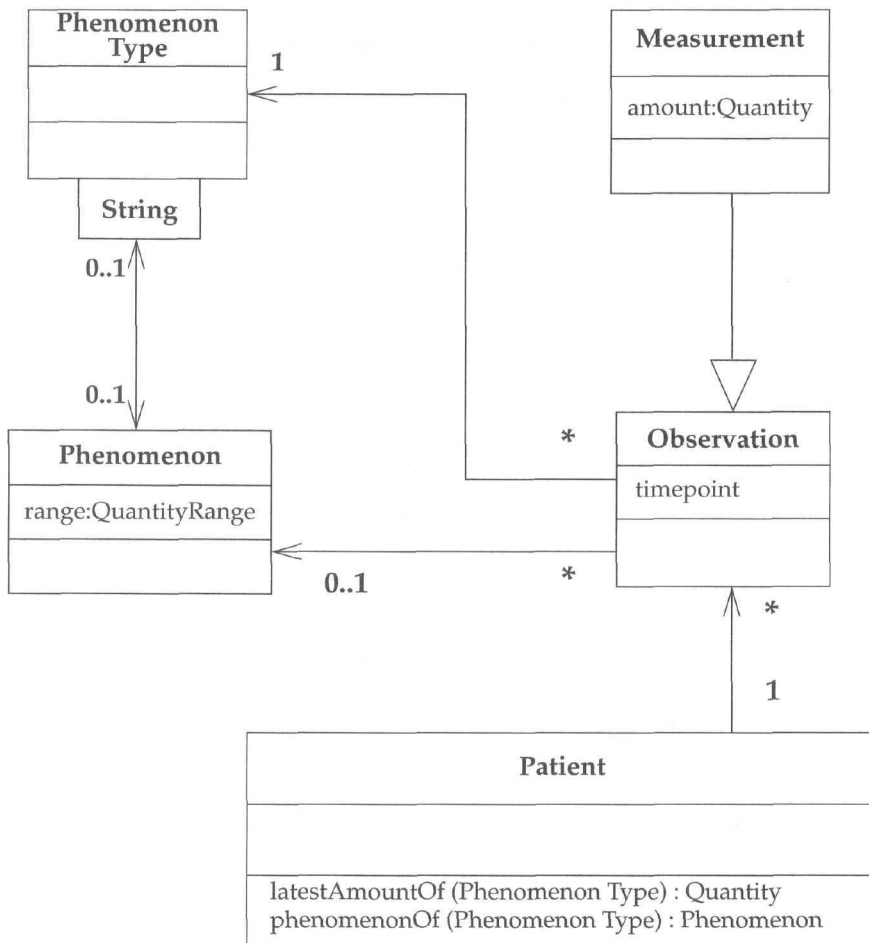 Phenomenon
Type
1
Measurement
amount:Quantity
String
0..1
0..1
*
Phenomenon
range:QuantityRange
Observation
timepoint
0..1
*
*
1
Patient
latestAmountOf (Phenomenon Type) : Quantity
phenomenonOf (Phenomenon Type) : Phenomenon